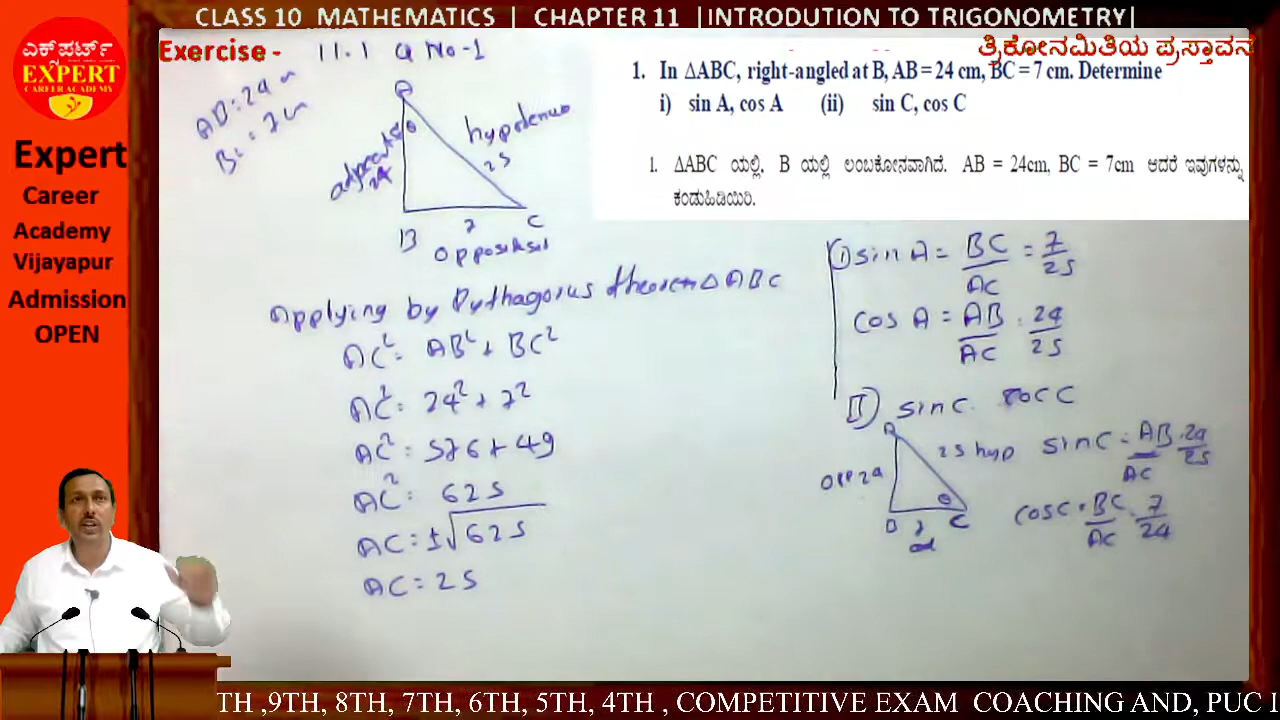 CLASS 10 MATHEMATICS | CHAPTER 11 |INTRODUTION TO TRIGONOMETRY|
ಎಕ್ಸ್‌ಪರ್ಟ್
EXPERT
CAREER ACADEMY
Expert
Career
Academy
Vijayapur
Admission
OPEN
Exercise - 11.1 Q No-1
ತ್ರಿಕೋನಮಿತಿಯ ಪ್ರಸ್ತಾವನೆ
1. In ΔABC, right-angled at B, AB = 24 cm, BC = 7 cm. Determine
i) sin A, cos A (ii) sin C, cos C
1. ΔABC ಯಲ್ಲಿ, B ಯಲ್ಲಿ ಲಂಬಕೋನವಾಗಿದೆ. AB = 24cm, BC = 7cm ಆದರೆ ಇವುಗಳನ್ನು
ಕಂಡುಹಿಡಿಯಿರಿ.
AB = 24 cm
BC = 7 cm
A
θ
24
25
B
7
C
Applying by Pythagorus theorem Δ ABC
AC² = AB² + BC²
AC² = 24² + 7²
AC² = 576 + 49
AC² = 625
AC = ±√625
AC = 25
I) sin A = BC/AC = 7/25
cos A = AB/AC = 24/25
II) sin C cos C
A
opp 24
25 hyp
θ
B
7
C
sin C = AB/AC = 24/25
cos C = BC/AC = 7/24
TH ,9TH, 8TH, 7TH, 6TH, 5TH, 4TH , COMPETITIVE EXAM COACHING AND, PUC